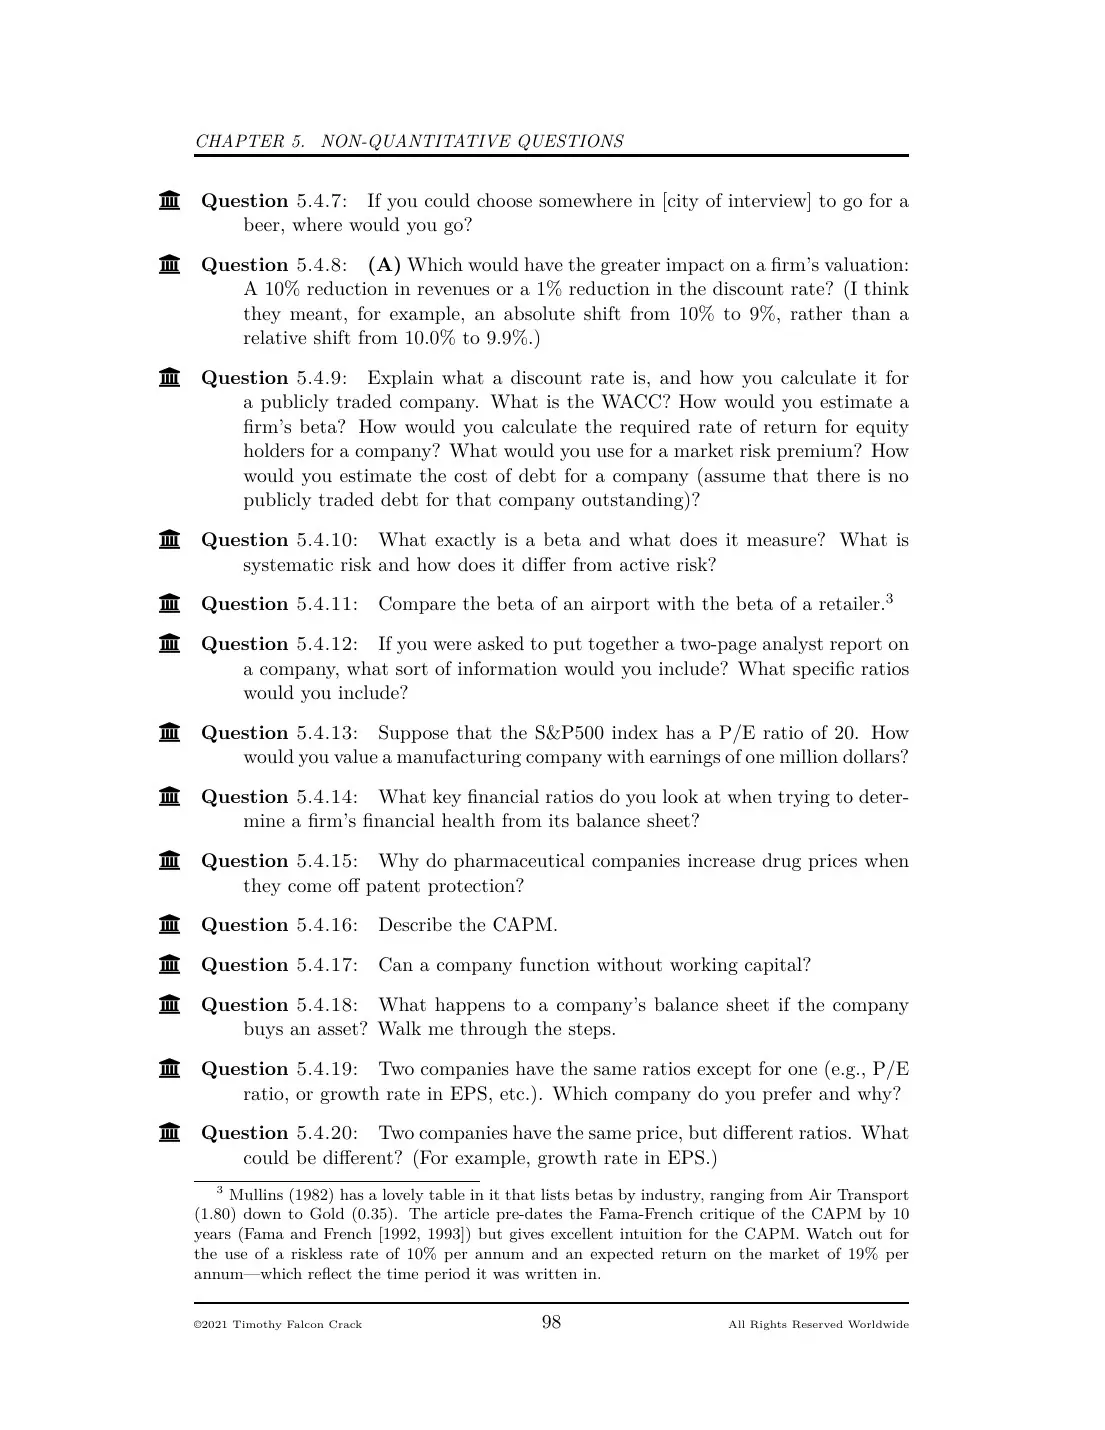 CHAPTER 5. NON-QUANTITATIVE QUESTIONS
Question 5.4.7: If you could choose somewhere in [city of interview] to go for a
beer, where would you go?
Question 5.4.8: (A) Which would have the greater impact on a firm's valuation:
A 10% reduction in revenues or a 1% reduction in the discount rate? (I think
they meant, for example, an absolute shift from 10% to 9%, rather than a
relative shift from 10.0% to 9.9%.)
Question 5.4.9: Explain what a discount rate is, and how you calculate it for
a publicly traded company. What is the WACC? How would you estimate a
firm's beta? How would you calculate the required rate of return for equity
holders for a company? What would you use for a market risk premium? How
would you estimate the cost of debt for a company (assume that there is no
publicly traded debt for that company outstanding)?
Question 5.4.10: What exactly is a beta and what does it measure? What is
systematic risk and how does it differ from active risk?
Question 5.4.11: Compare the beta of an airport with the beta of a retailer.3
Question 5.4.12: If you were asked to put together a two-page analyst report on
a company, what sort of information would you include? What specific ratios
would you include?
Question 5.4.13: Suppose that the S&P500 index has a P/E ratio of 20. How
would you value a manufacturing company with earnings of one million dollars?
Question 5.4.14: What key financial ratios do you look at when trying to deter-
mine a firm's financial health from its balance sheet?
Question 5.4.15: Why do pharmaceutical companies increase drug prices when
they come off patent protection?
Question 5.4.16: Describe the CAPM.
Question 5.4.17: Can a company function without working capital?
Question 5.4.18: What happens to a company's balance sheet if the company
buys an asset? Walk me through the steps.
Question 5.4.19: Two companies have the same ratios except for one (e.g., P/E
ratio, or growth rate in EPS, etc.). Which company do you prefer and why?
Question 5.4.20: Two companies have the same price, but different ratios. What
could be different? (For example, growth rate in EPS.)
3 Mullins (1982) has a lovely table in it that lists betas by industry, ranging from Air Transport
(1.80) down to Gold (0.35). The article pre-dates the Fama-French critique of the CAPM by 10
years (Fama and French [1992, 1993]) but gives excellent intuition for the CAPM. Watch out for
the use of a riskless rate of 10% per annum and an expected return on the market of 19% per
annum—which reflect the time period it was written in.
©2021 Timothy Falcon Crack 98 All Rights Reserved Worldwide